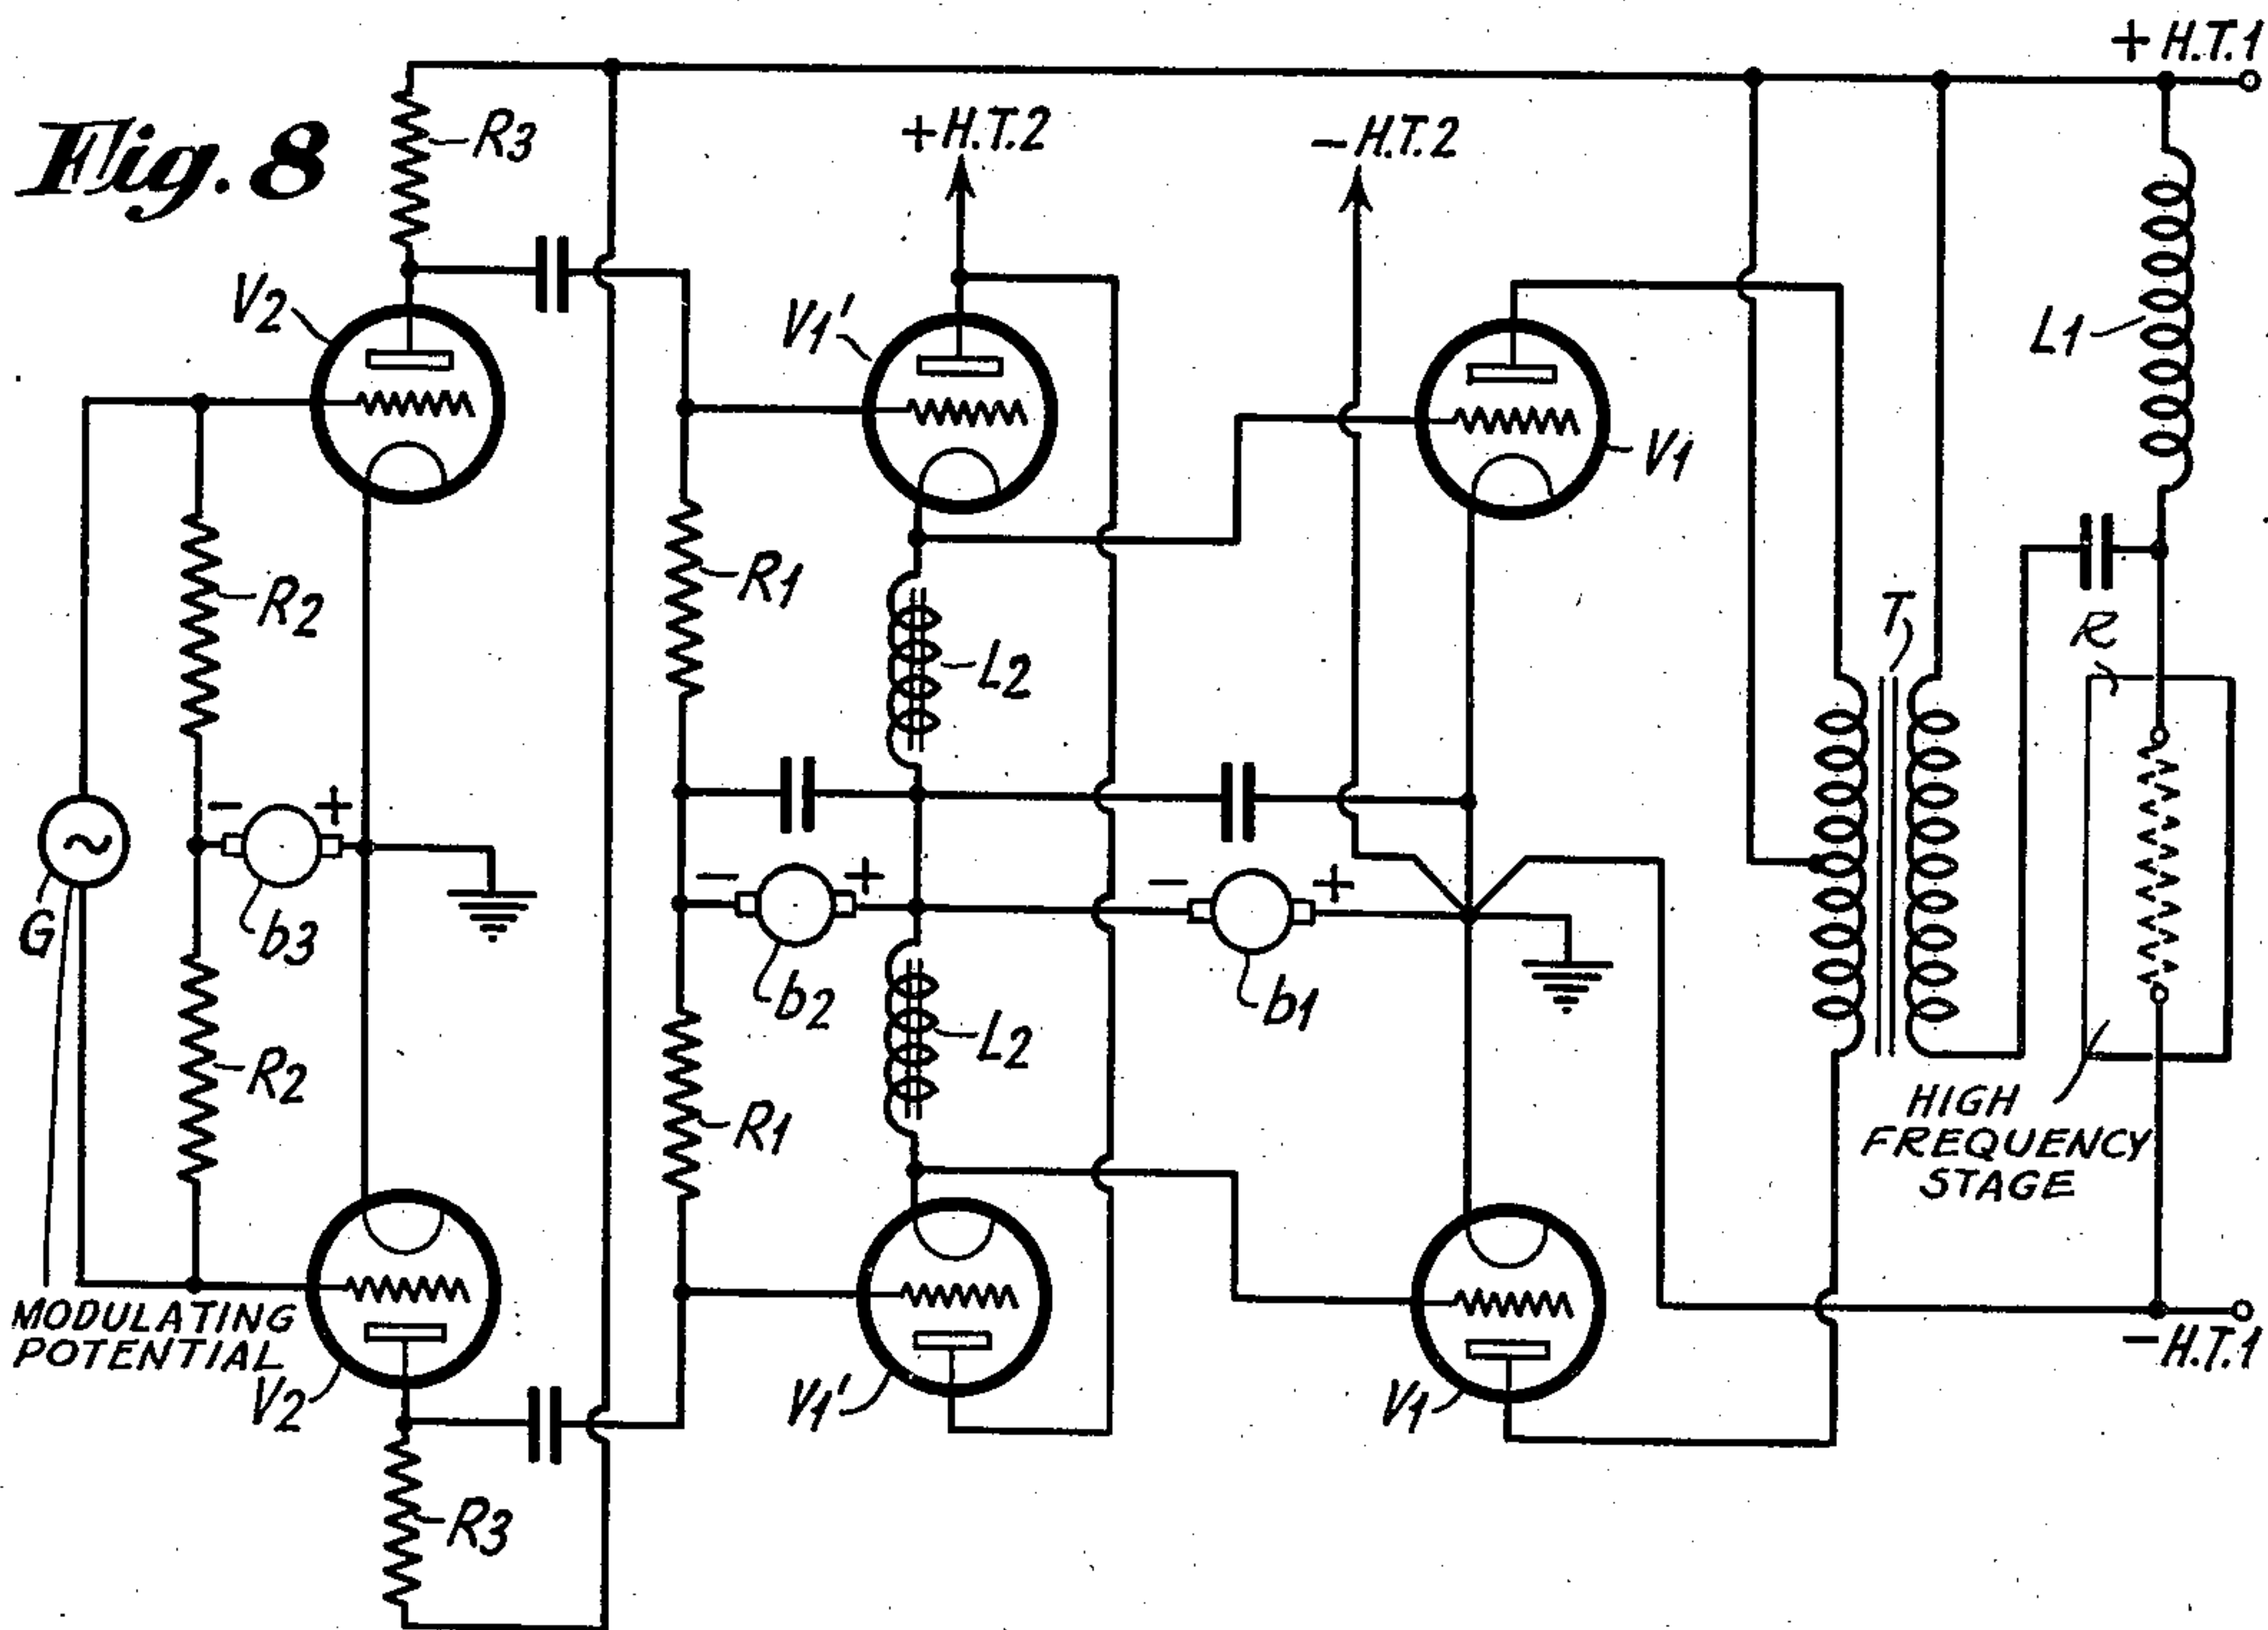 Fig. 8
+ H.T.1
R3
+H.T.2
- H.T.2
V2
V1'
V1
L1
R2
R1
L2
T
R
- +
G
b3
- +
b2
- +
b1
R2
L2
R1
HIGH
FREQUENCY
STAGE
MODULATING
POTENTIAL
V2
V1'
V1
-H.T.1
R3